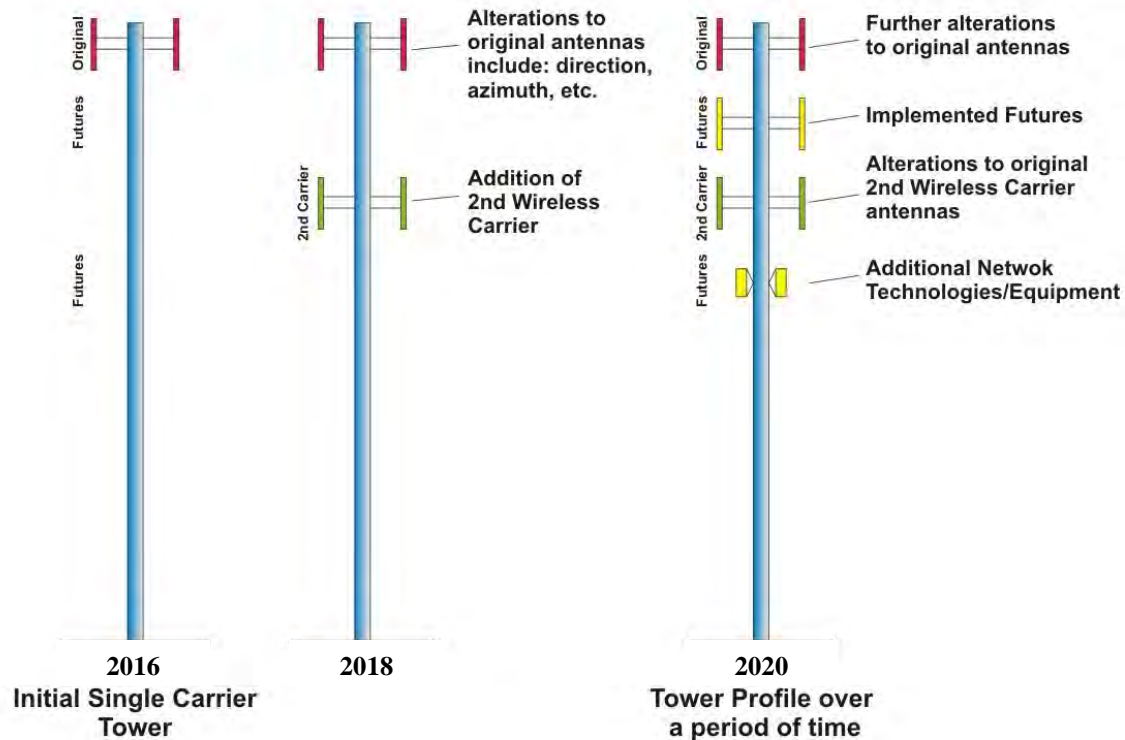 Original
Futures
Futures
2016
Initial Single Carrier
Tower
Alterations to
original antennas
include: direction,
azimuth, etc.
2nd Carrier
Addition of
2nd Wireless
Carrier
2018
Original
Further alterations
to original antennas
Futures
Implemented Futures
2nd Carrier
Alterations to original
2nd Wireless Carrier
antennas
Futures
Additional Netwok
Technologies/Equipment
2020
Tower Profile over
a period of time